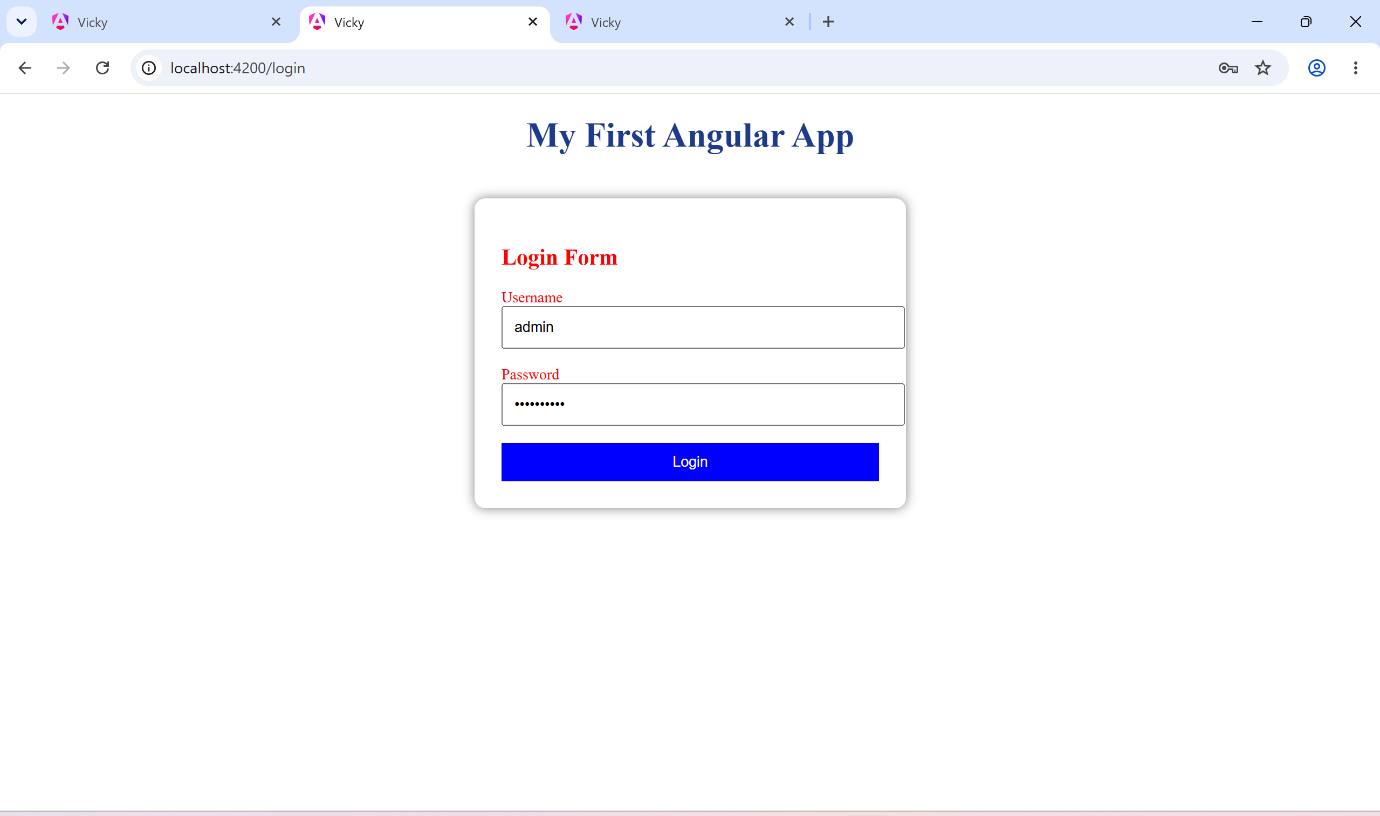 Vicky
Vicky
Vicky
localhost:4200/login
My First Angular App
Login Form
Username
admin
Password
••••••••••
Login